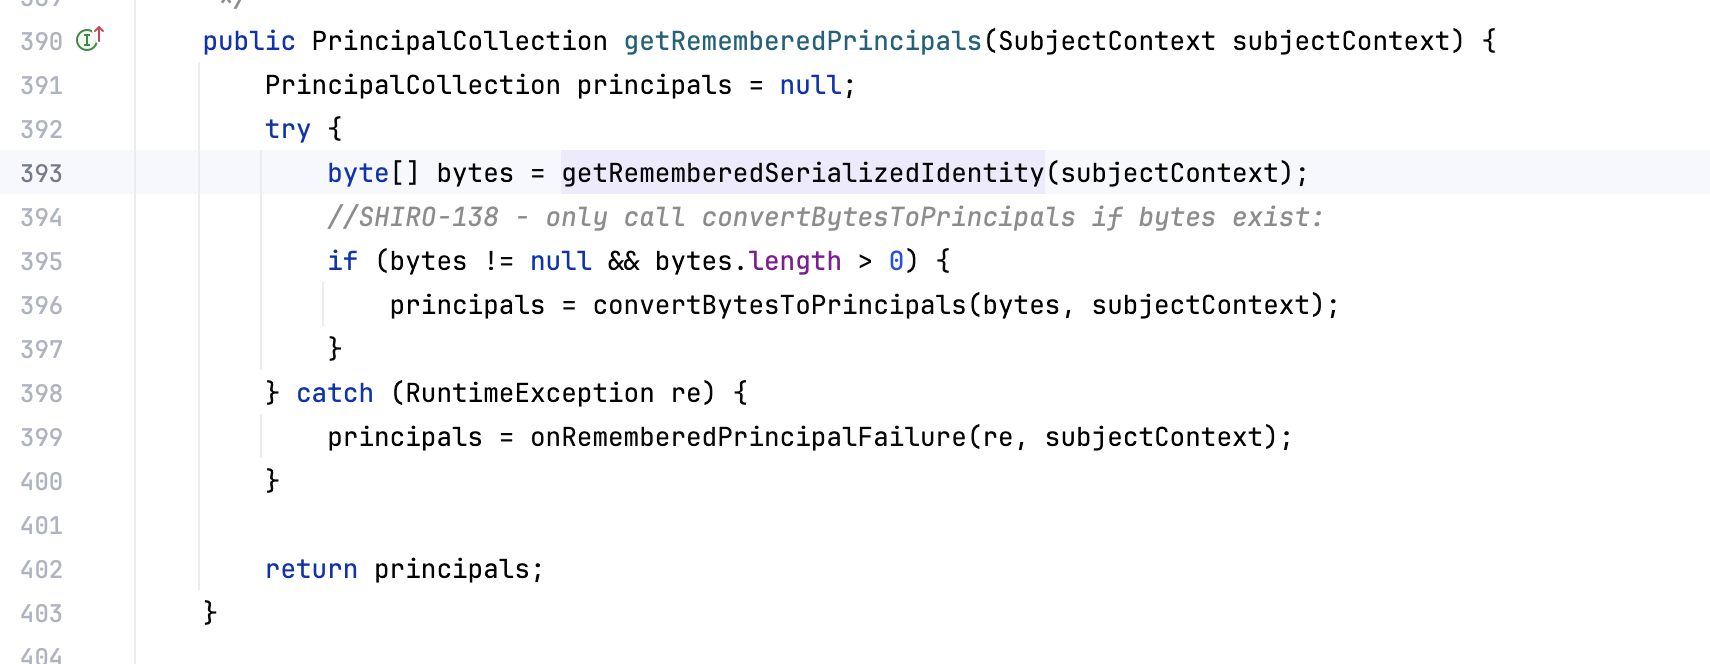 389 */
390 public PrincipalCollection getRememberedPrincipals(SubjectContext subjectContext) {
391 PrincipalCollection principals = null;
392 try {
393 byte[] bytes = getRememberedSerializedIdentity(subjectContext);
394 //SHIRO-138 - only call convertBytesToPrincipals if bytes exist:
395 if (bytes != null && bytes.length > 0) {
396 principals = convertBytesToPrincipals(bytes, subjectContext);
397 }
398 } catch (RuntimeException re) {
399 principals = onRememberedPrincipalFailure(re, subjectContext);
400 }
401
402 return principals;
403 }
404